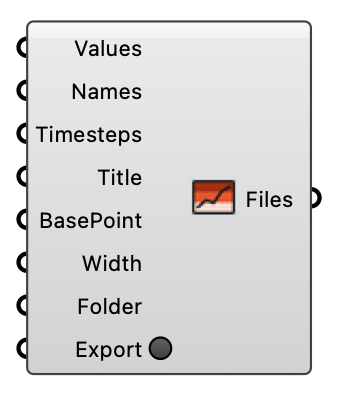 Values
Names
Timesteps
Title
BasePoint
Width
Folder
Export
Files